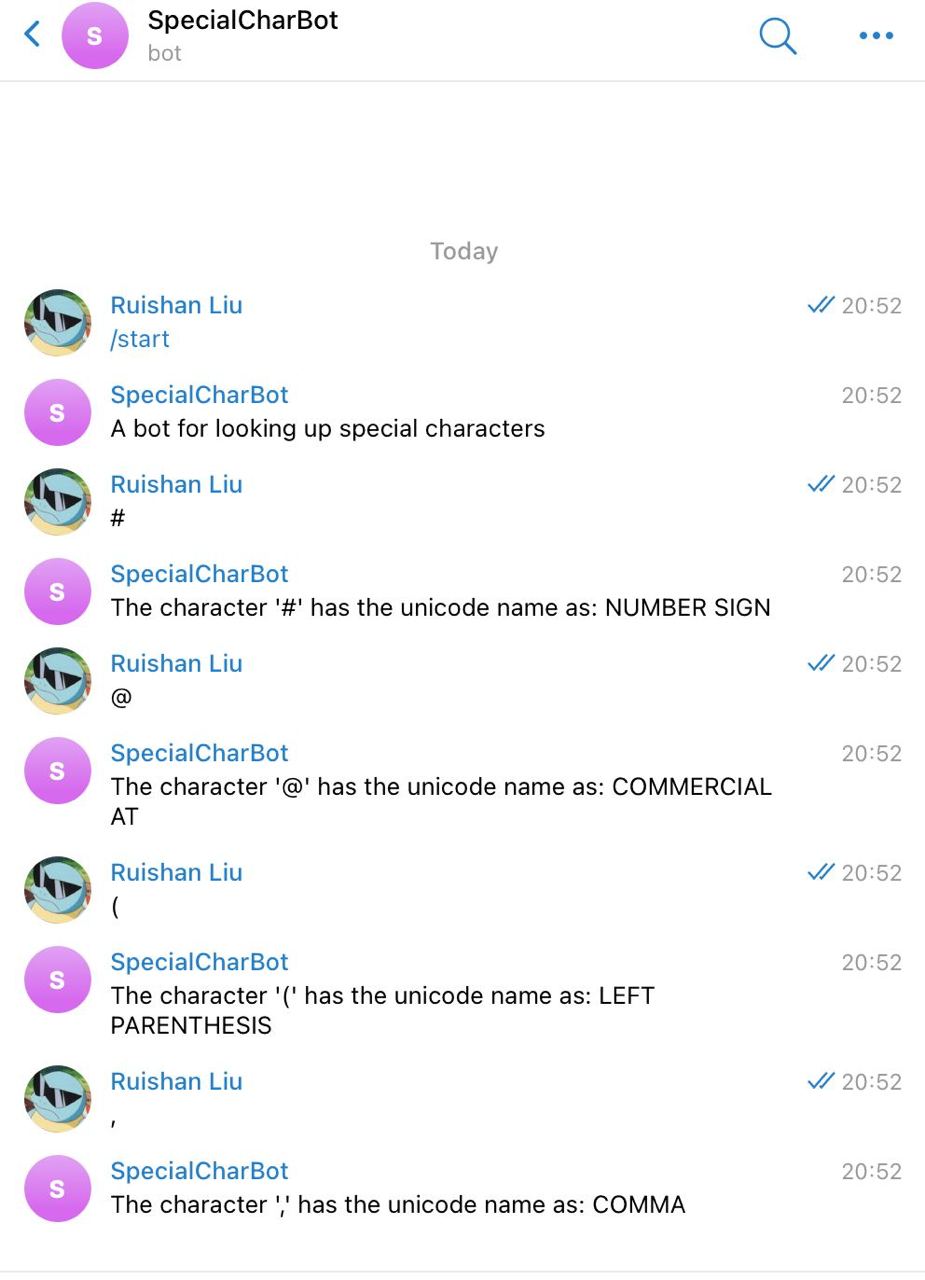 S
SpecialCharBot
bot
Today
Ruishan Liu 20:52
/start
S
SpecialCharBot 20:52
A bot for looking up special characters
Ruishan Liu 20:52
#
S
SpecialCharBot 20:52
The character '#' has the unicode name as: NUMBER SIGN
Ruishan Liu 20:52
@
S
SpecialCharBot 20:52
The character '@' has the unicode name as: COMMERCIAL
AT
Ruishan Liu 20:52
(
S
SpecialCharBot 20:52
The character '(' has the unicode name as: LEFT
PARENTHESIS
Ruishan Liu 20:52
,
S
SpecialCharBot 20:52
The character ',' has the unicode name as: COMMA